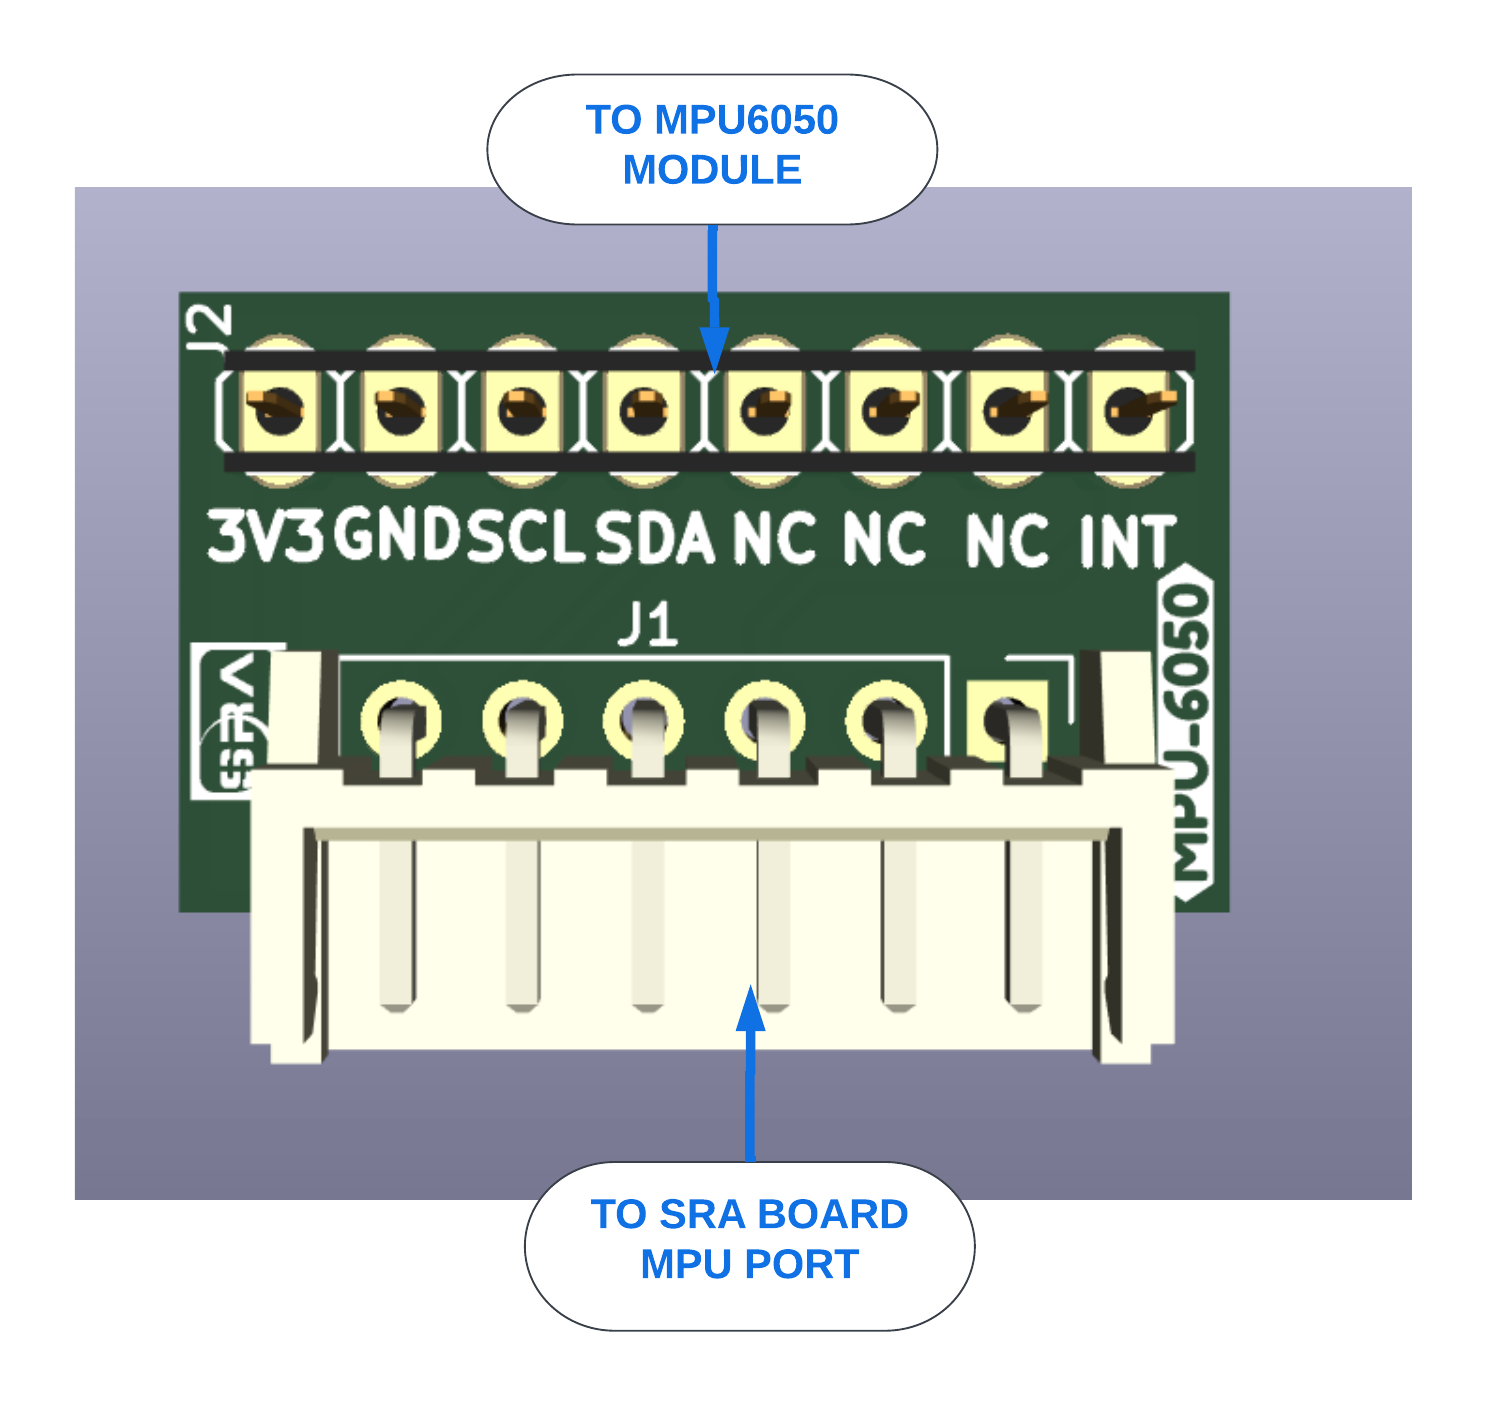 TO MPU6050
MODULE
J2
3V3 GND SCL SDA NC NC NC INT
J1
SRA
MPU-6050
TO SRA BOARD
MPU PORT